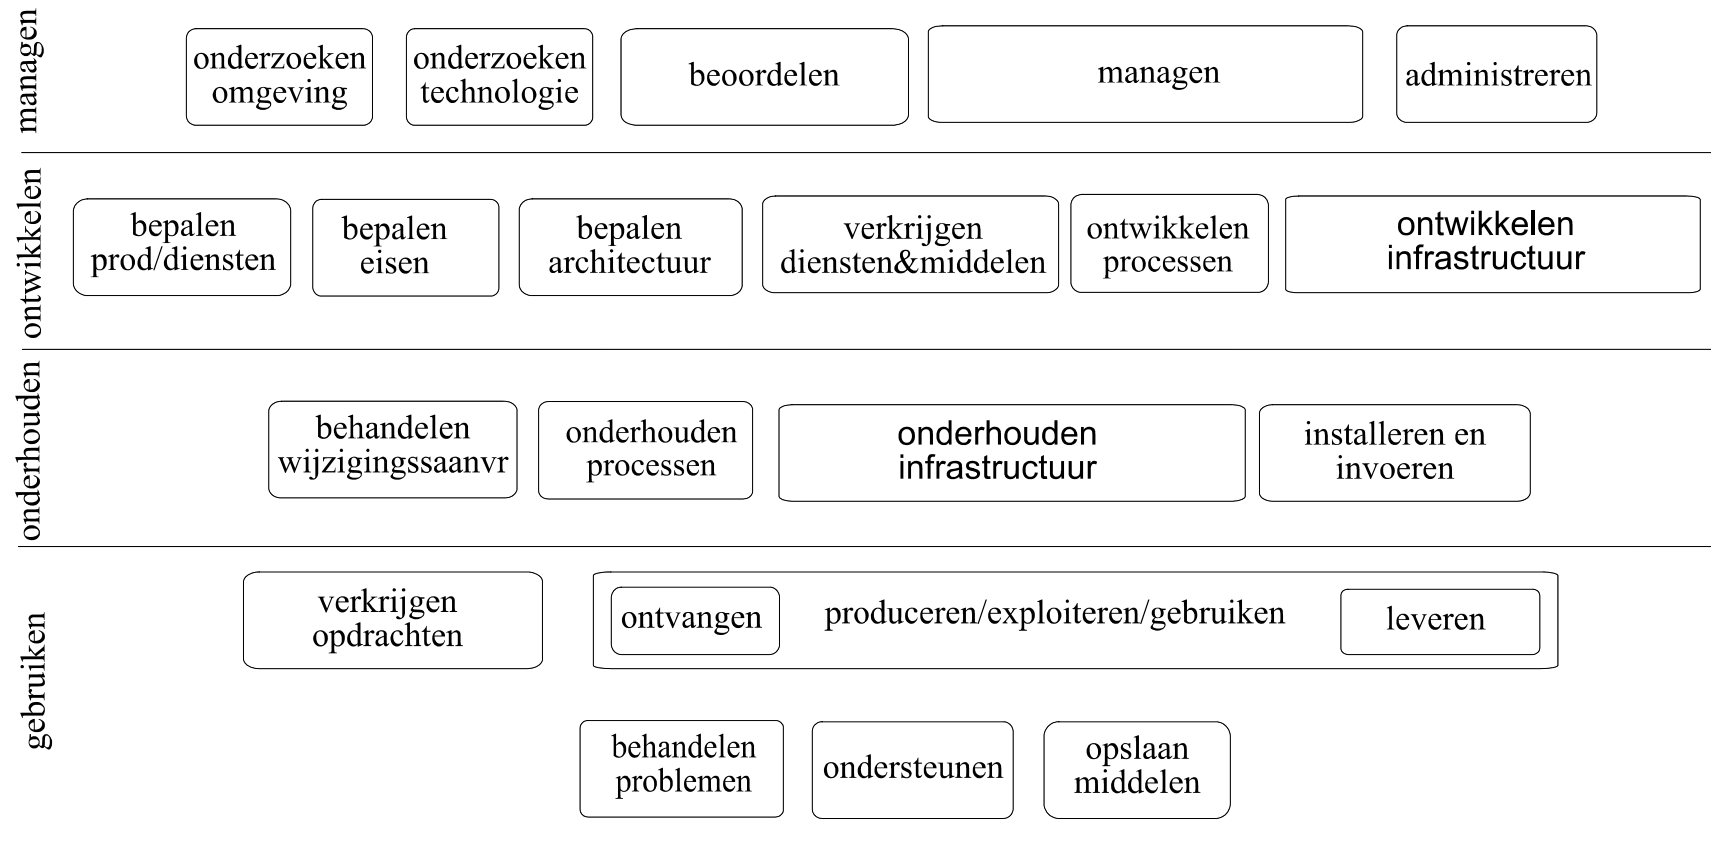 managen
onderzoeken
omgeving
onderzoeken
technologie
beoordelen
managen
administreren
ontwikkelen
bepalen
prod/diensten
bepalen
eisen
bepalen
architectuur
verkrijgen
diensten&middelen
ontwikkelen
processen
ontwikkelen
infrastructuur
onderhouden
behandelen
wijzigingssaanvr
onderhouden
processen
onderhouden
infrastructuur
installeren en
invoeren
gebruiken
verkrijgen
opdrachten
ontvangen
produceren/exploiteren/gebruiken
leveren
behandelen
problemen
ondersteunen
opslaan
middelen